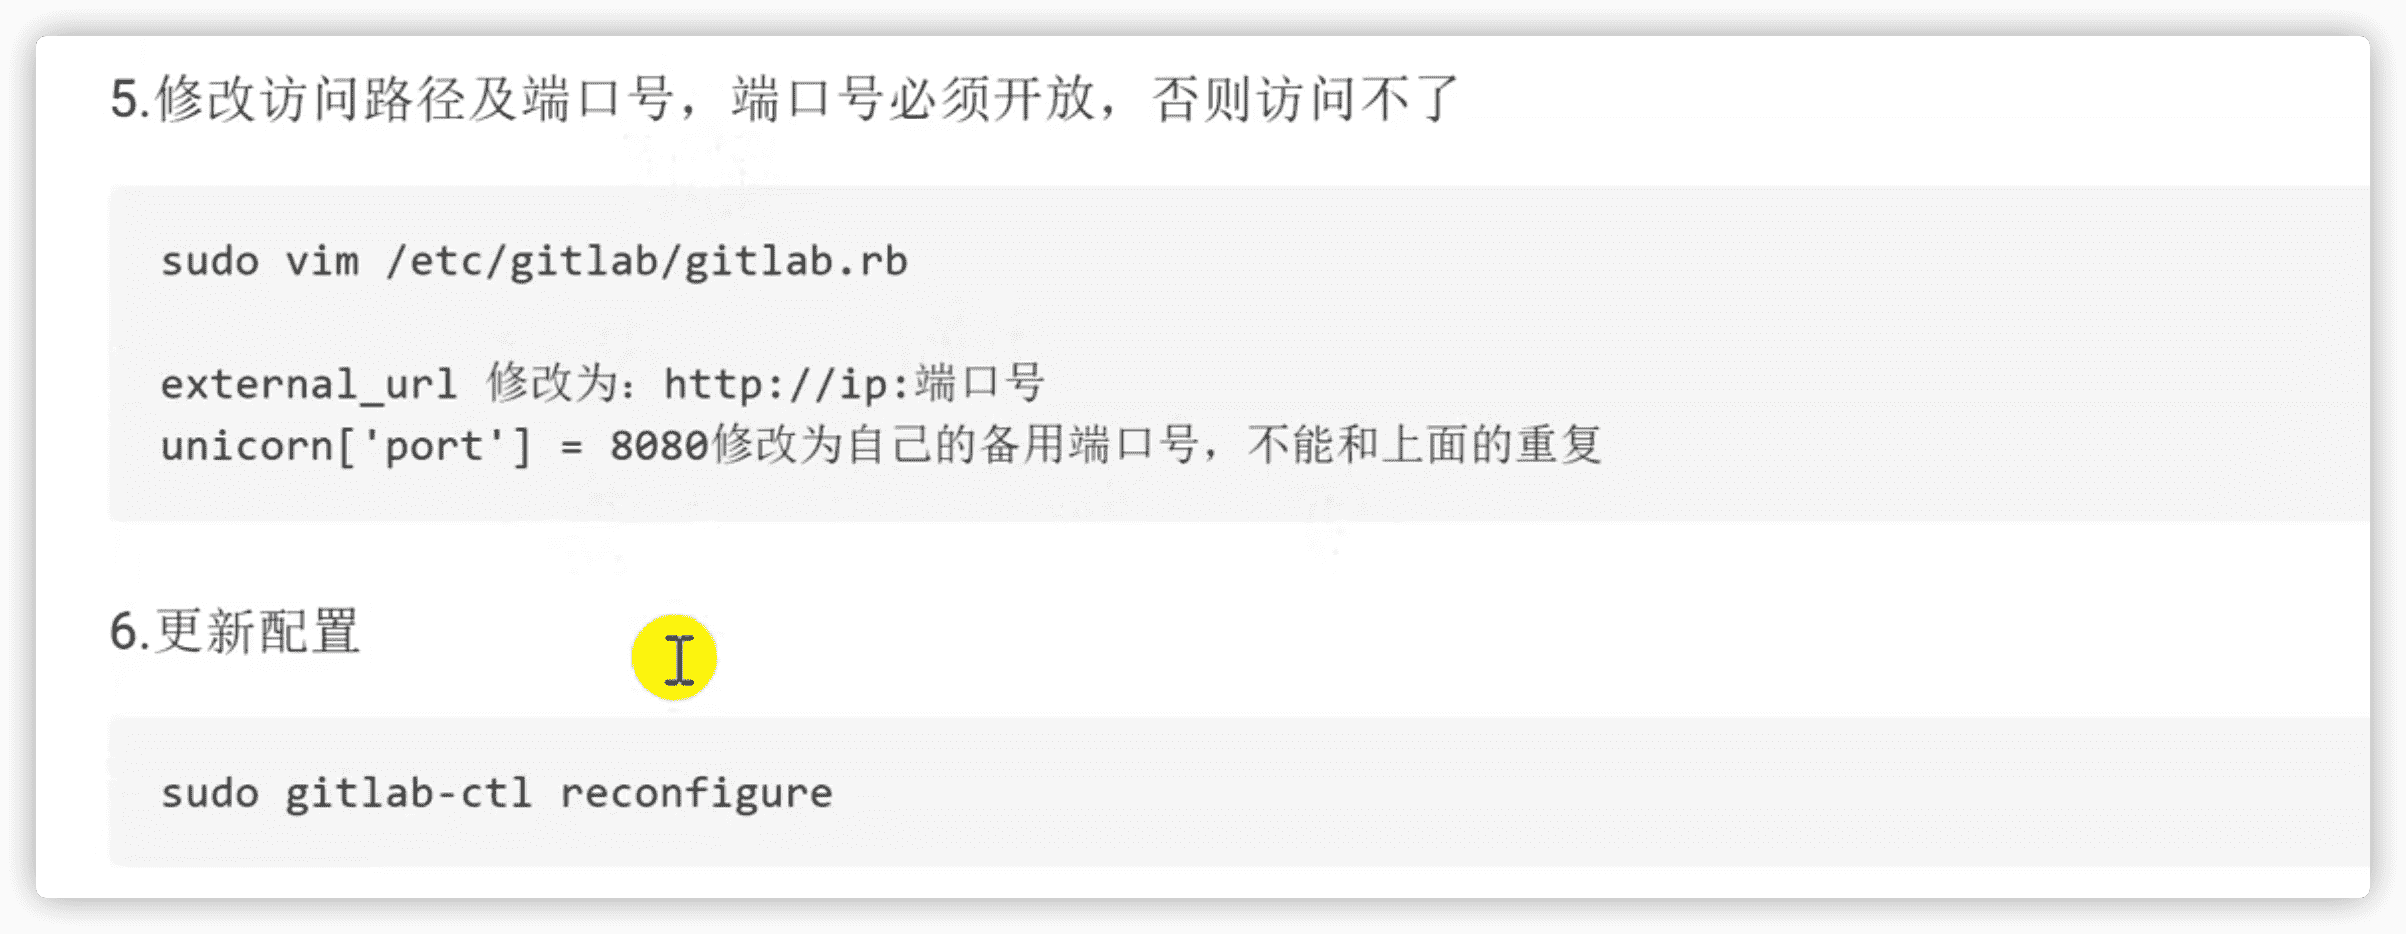 5.修改访问路径及端口号，端口号必须开放，否则访问不了
sudo vim /etc/gitlab/gitlab.rb
external_url 修改为：http://ip:端口号
unicorn['port'] = 8080修改为自己的备用端口号，不能和上面的重复
6.更新配置
sudo gitlab-ctl reconfigure